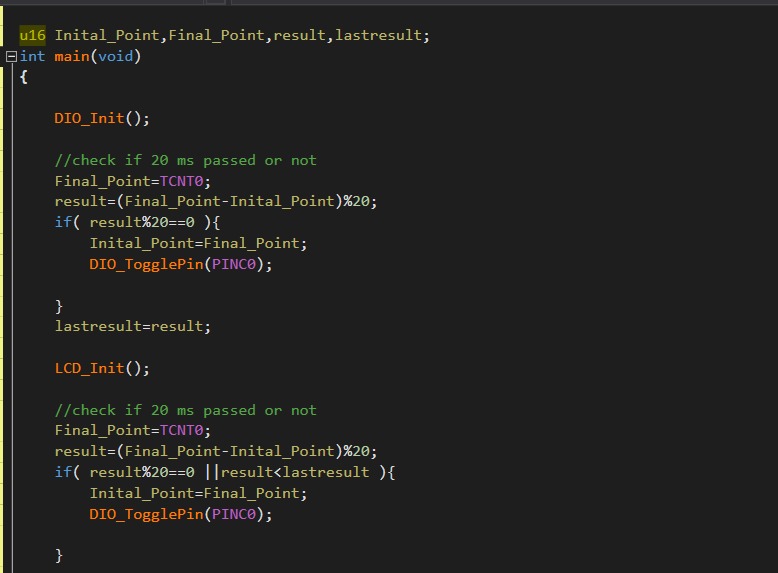 u16 Inital_Point,Final_Point,result,lastresult;
int main(void)
{
DIO_Init();
//check if 20 ms passed or not
Final_Point=TCNT0;
result=(Final_Point-Inital_Point)%20;
if( result%20==0 ){
Inital_Point=Final_Point;
DIO_TogglePin(PINC0);
}
lastresult=result;
LCD_Init();
//check if 20 ms passed or not
Final_Point=TCNT0;
result=(Final_Point-Inital_Point)%20;
if( result%20==0 ||result<lastresult ){
Inital_Point=Final_Point;
DIO_TogglePin(PINC0);
}